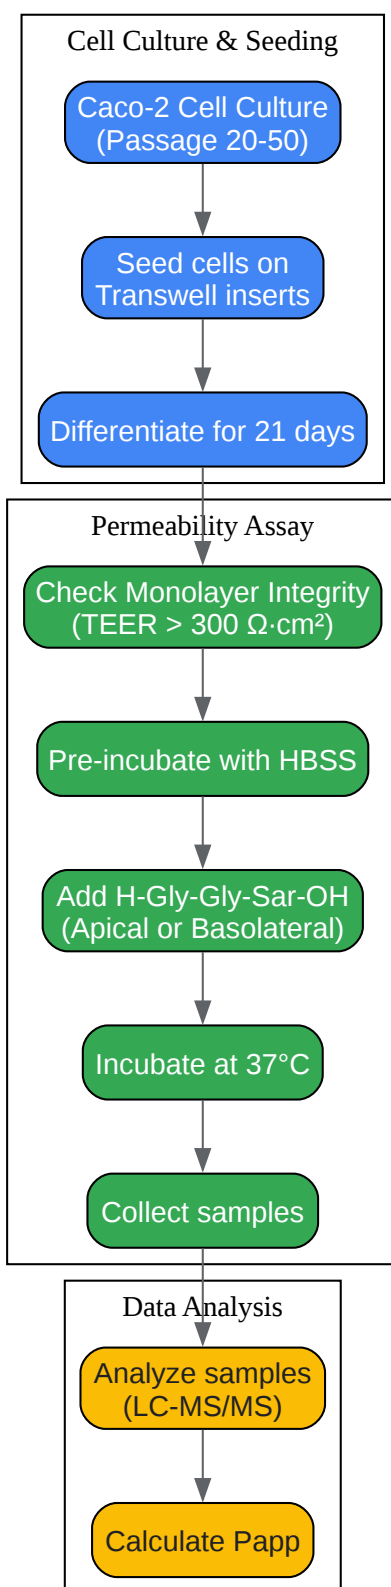 Cell Culture & Seeding
Caco-2 Cell Culture
(Passage 20-50)
Seed cells on
Transwell inserts
Differentiate for 21 days
Permeability Assay
Check Monolayer Integrity
(TEER > 300 Ω·cm²)
Pre-incubate with HBSS
Add H-Gly-Gly-Sar-OH
(Apical or Basolateral)
Incubate at 37°C
Collect samples
Data Analysis
Analyze samples
(LC-MS/MS)
Calculate Papp